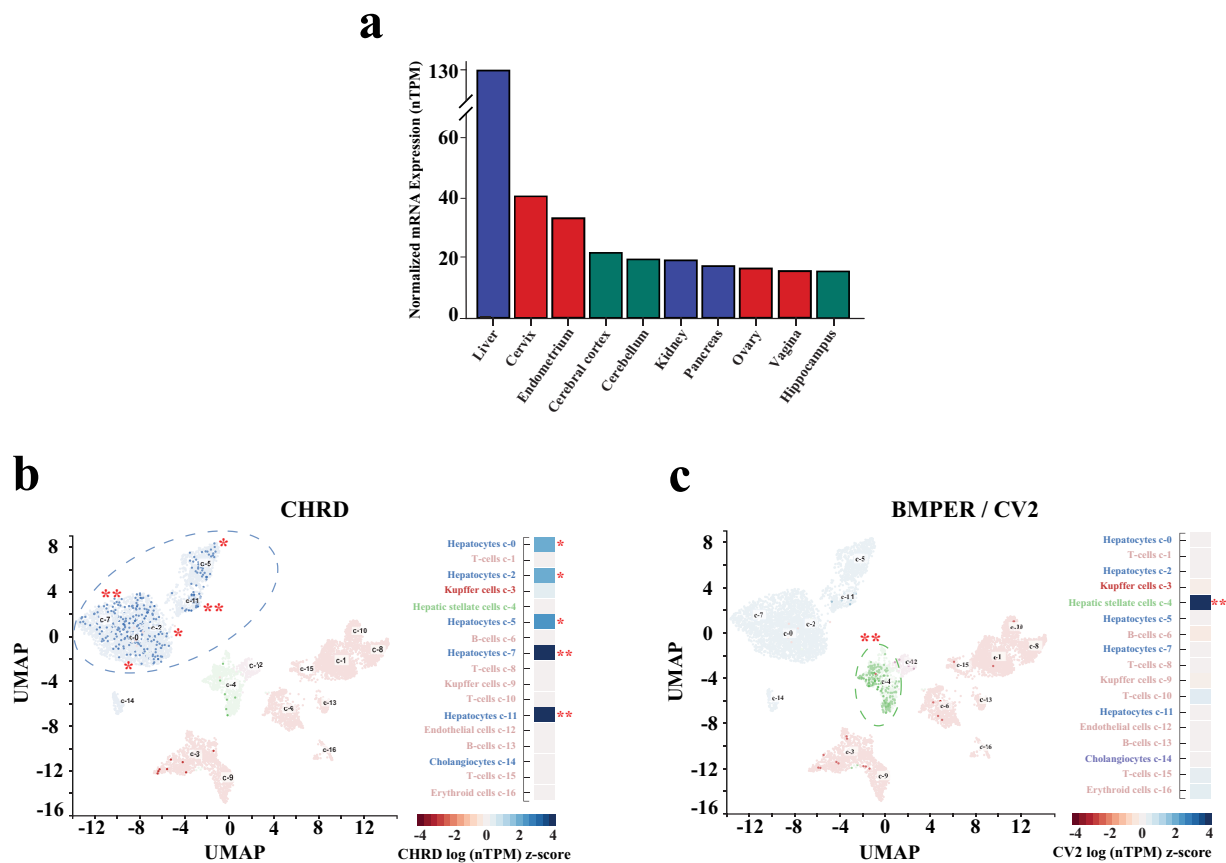 a
Normalized mRNA Expression (nTPM)
130
60
40
20
0
Liver
Cervix
Endometrium
Cerebral cortex
Cerebellum
Kidney
Pancreas
Ovary
Vagina
Hippocampus
b
CHRD
UMAP
8
4
0
-4
-8
-12
-16
-12
-8
-4
0
4
8
12
UMAP
*
c-5
**
c-11
**
c-7
c-2
c-0
*
*
c-14
c-4
c-10
c-8
c-1
c-15
c-13
c-16
c-3
c-9
Hepatocytes c-0 *
T-cells c-1
Hepatocytes c-2 *
Kupffer cells c-3
Hepatic stellate cells c-4
Hepatocytes c-5 *
B-cells c-6
Hepatocytes c-7 **
T-cells c-8
Kupffer cells c-9
T-cells c-10
Hepatocytes c-11 **
Endothelial cells c-12
B-cells c-13
Cholangiocytes c-14
T-cells c-15
Erythroid cells c-16
-4 -2 0 2 4
CHRD log (nTPM) z-score
c
BMPER / CV2
UMAP
8
4
0
-4
-8
-12
-16
-12
-8
-4
0
4
8
12
UMAP
c-5
c-11
c-7
c-2
c-0
**
c-14
c-4
c-12
c-10
c-8
c-1
c-15
c-13
c-6
c-16
c-3
c-9
Hepatocytes c-0
T-cells c-1
Hepatocytes c-2
Kupffer cells c-3
Hepatic stellate cells c-4 **
Hepatocytes c-5
B-cells c-6
Hepatocytes c-7
T-cells c-8
Kupffer cells c-9
T-cells c-10
Hepatocytes c-11
Endothelial cells c-12
B-cells c-13
Cholangiocytes c-14
T-cells c-15
Erythroid cells c-16
-4 -2 0 2 4
CV2 log (nTPM) z-score